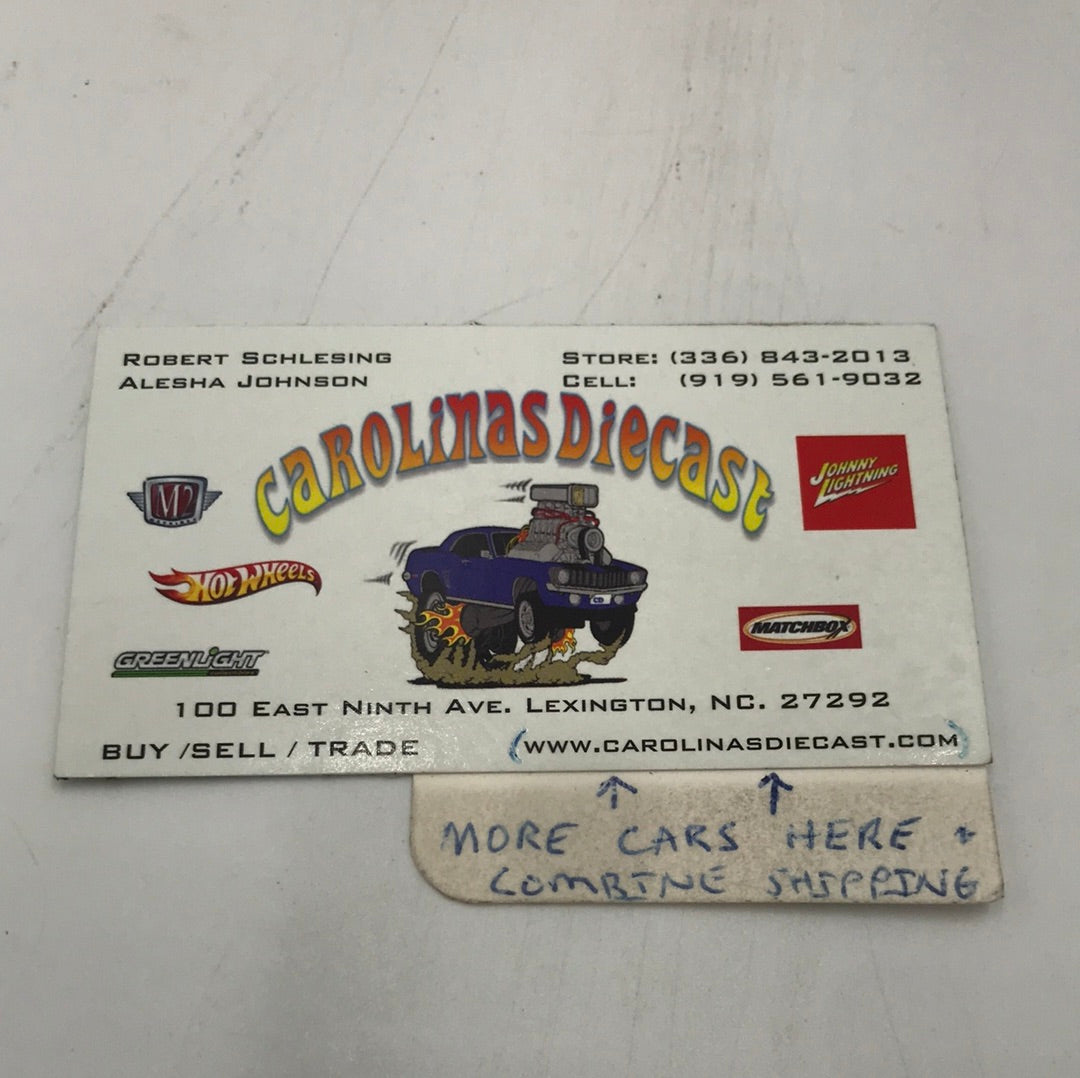 ROBERT SCHLESING
ALESHA JOHNSON
STORE: (336) 843-2013
CELL: (919) 561-9032
CAROLINAS DIECAST
M2
JOHNNY
LIGHTNING
HOT WHEELS
MATCHBOX
GREENLIGHT
100 EAST NINTH AVE. LEXINGTON, NC. 27292
BUY /SELL / TRADE
(WWW.CAROLINASDIECAST.COM)
↑ ↑
MORE CARS HERE +
COMBINE SHIPPING